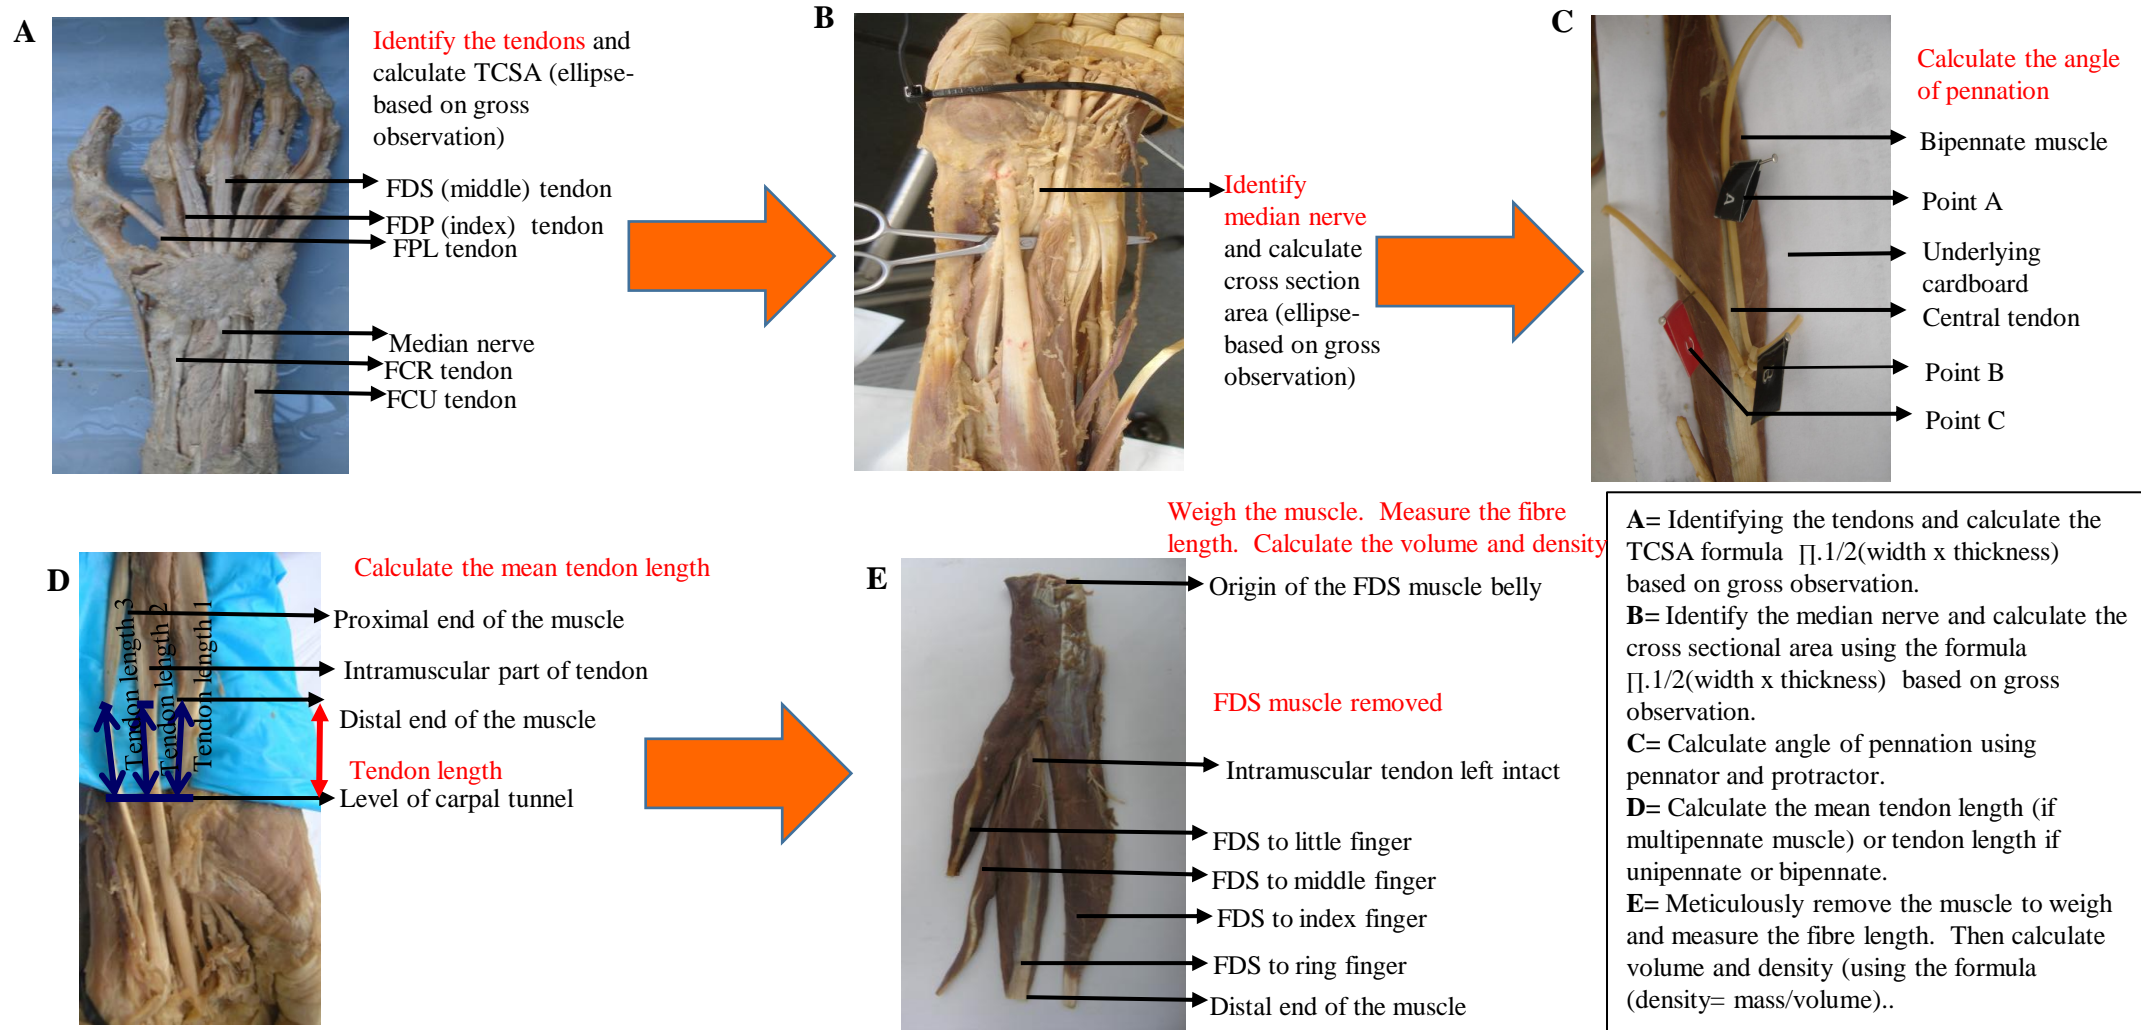 A
Identify the tendons and
calculate TCSA (ellipse-
based on gross
observation)
FDS (middle) tendon
FDP (index) tendon
FPL tendon
Median nerve
FCR tendon
FCU tendon
B
Identify
median nerve
and calculate
cross section
area (ellipse-
based on gross
observation)
C
Calculate the angle
of pennation
Bipennate muscle
Point A
Underlying
cardboard
Central tendon
Point B
Point C
A
B
C
D
Calculate the mean tendon length
Proximal end of the muscle
Intramuscular part of tendon
Distal end of the muscle
Tendon length
Level of carpal tunnel
Tendon length 3
Tendon length 2
Tendon length 1
Weigh the muscle. Measure the fibre
length. Calculate the volume and density
E
Origin of the FDS muscle belly
FDS muscle removed
Intramuscular tendon left intact
FDS to little finger
FDS to middle finger
FDS to index finger
FDS to ring finger
Distal end of the muscle
A= Identifying the tendons and calculate the
TCSA formula ∏.1/2(width x thickness)
based on gross observation.
B= Identify the median nerve and calculate the
cross sectional area using the formula
∏.1/2(width x thickness) based on gross
observation.
C= Calculate angle of pennation using
pennator and protractor.
D= Calculate the mean tendon length (if
multipennate muscle) or tendon length if
unipennate or bipennate.
E= Meticulously remove the muscle to weigh
and measure the fibre length. Then calculate
volume and density (using the formula
(density= mass/volume)..